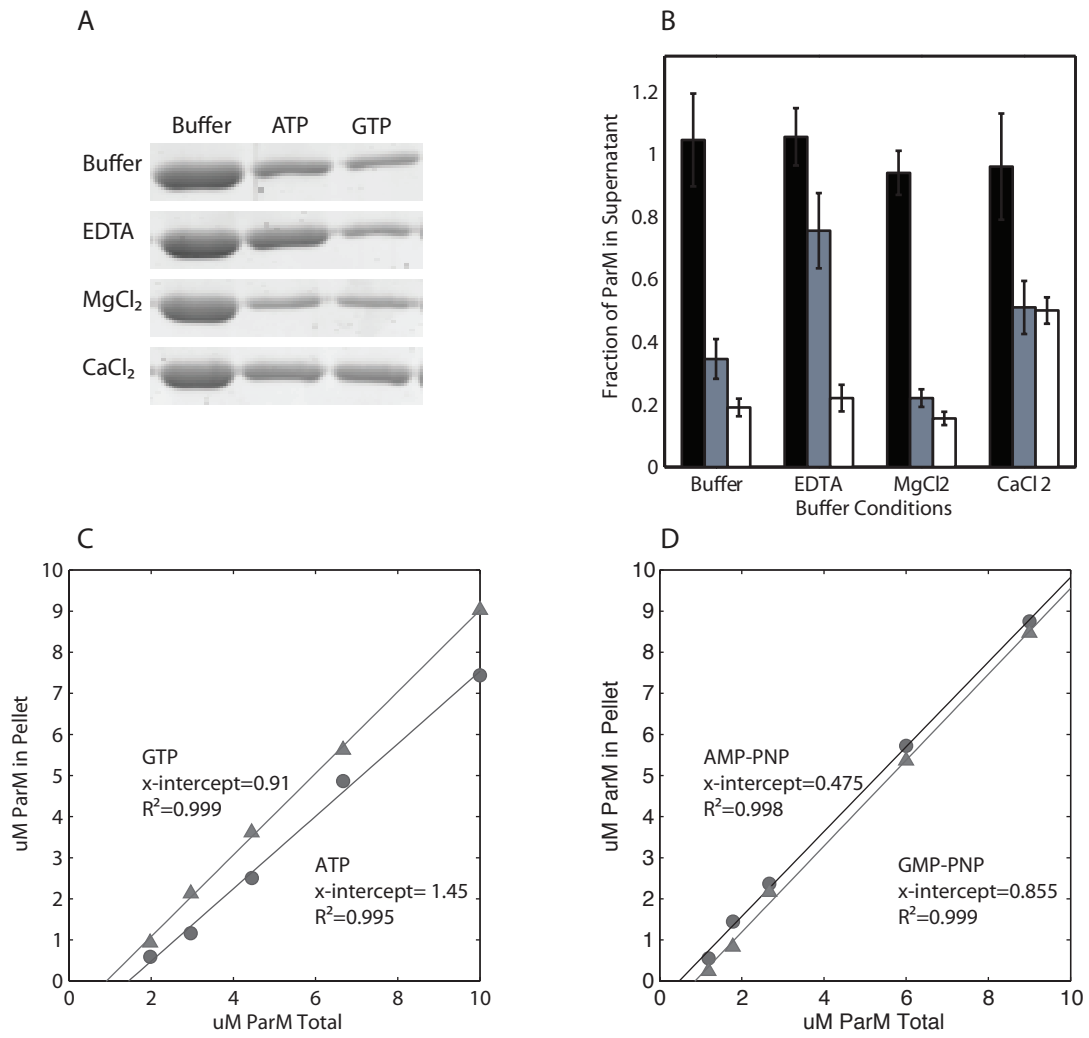 A
Buffer ATP GTP
Buffer
EDTA
MgCl₂
CaCl₂
B
Fraction of ParM in Supernatant
1.2
1
0.8
0.6
0.4
0.2
0
Buffer EDTA MgCl2 CaCl 2
Buffer Conditions
C
uM ParM in Pellet
10
9
8
7
6
5
4
3
2
1
0
GTP
x-intercept=0.91
R²=0.999
ATP
x-intercept= 1.45
R²=0.995
0 2 4 6 8 10
uM ParM Total
D
uM ParM in Pellet
10
9
8
7
6
5
4
3
2
1
0
AMP-PNP
x-intercept=0.475
R²=0.998
GMP-PNP
x-intercept=0.855
R²=0.999
0 2 4 6 8 10
uM ParM Total